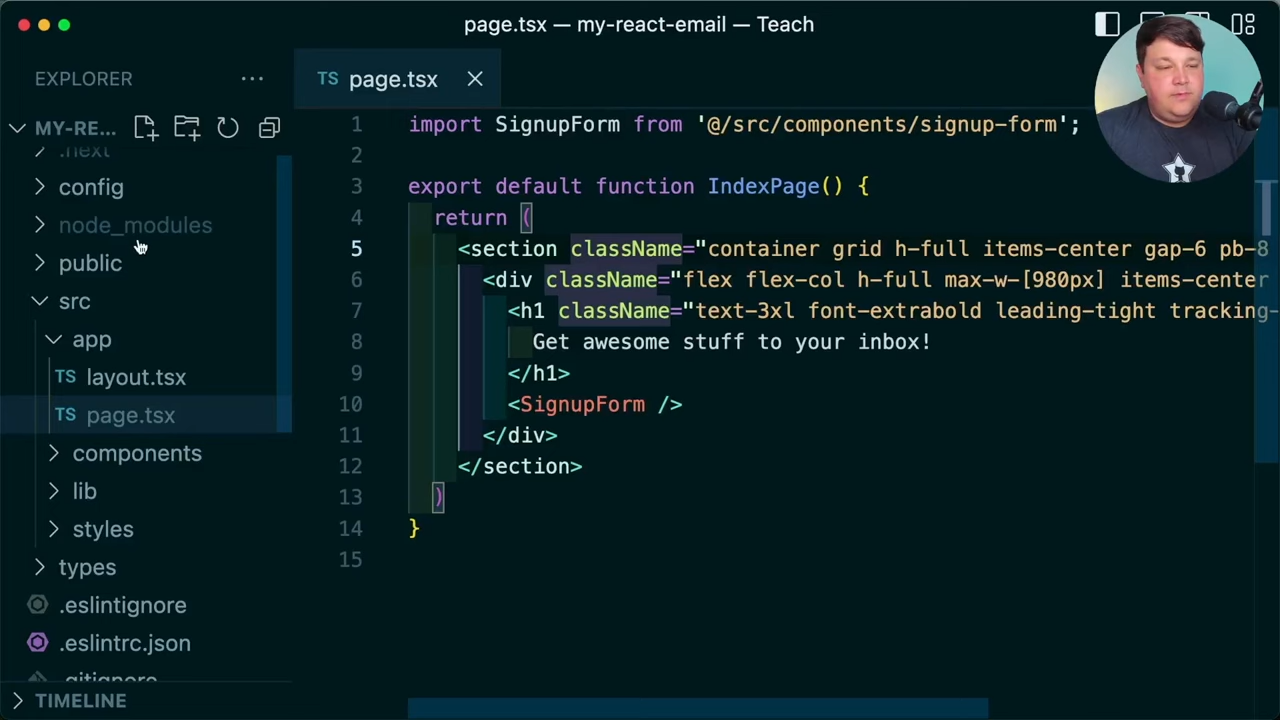 page.tsx — my-react-email — Teach
EXPLORER
TS page.tsx
MY-RE...
.next
config
node_modules
public
src
app
TS layout.tsx
TS page.tsx
components
lib
styles
types
.eslintignore
.eslintrc.json
.gitignore
TIMELINE
1 import SignupForm from '@/src/components/signup-form';
2
3 export default function IndexPage() {
4 return (
5 <section className="container grid h-full items-center gap-6 pb-8
6 <div className="flex flex-col h-full max-w-[980px] items-center
7 <h1 className="text-3xl font-extrabold leading-tight tracking-
8 Get awesome stuff to your inbox!
9 </h1>
10 <SignupForm />
11 </div>
12 </section>
13 )
14 }
15